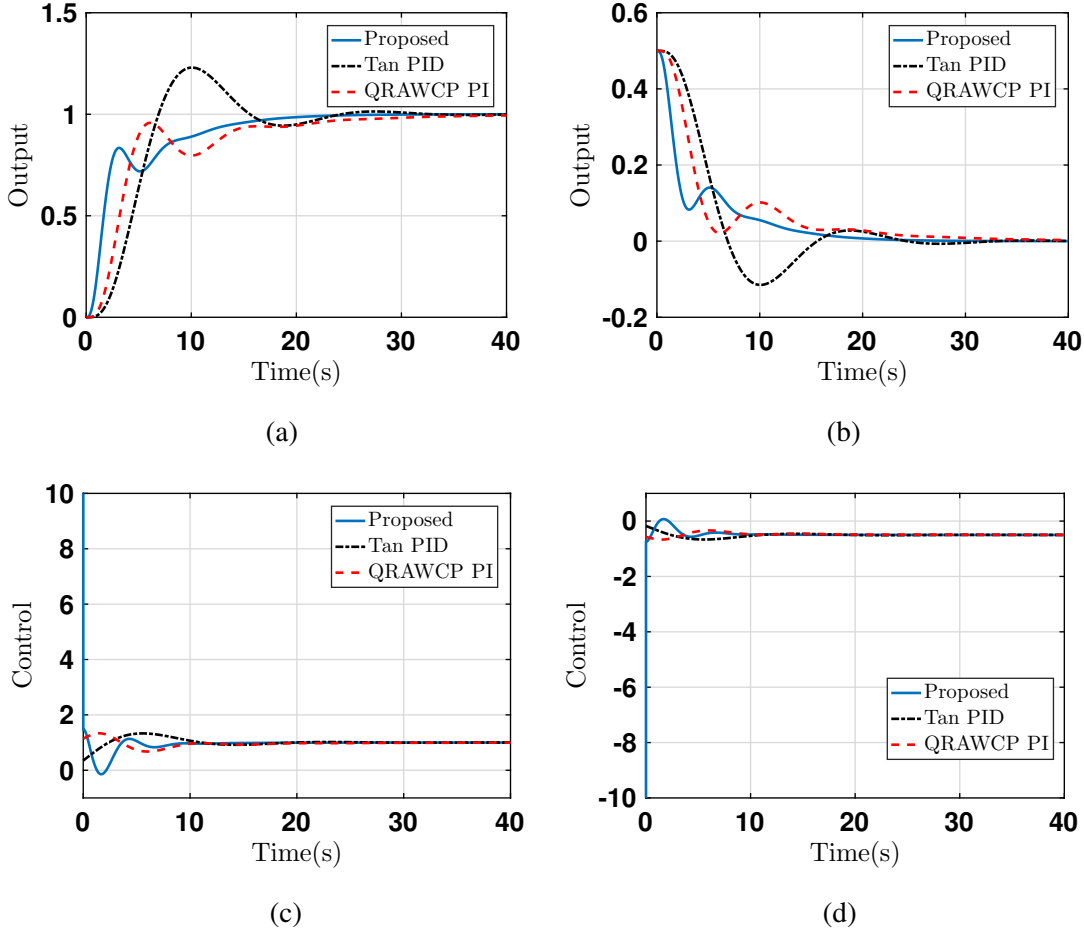 1.5
1
0.5
0
Output
Proposed
Tan PID
QRAWCP PI
0 10 20 30 40
Time(s)
(a)
0.6
0.4
0.2
0
-0.2
Output
Proposed
Tan PID
QRAWCP PI
0 10 20 30 40
Time(s)
(b)
10
8
6
4
2
0
Control
Proposed
Tan PID
QRAWCP PI
0 10 20 30 40
Time(s)
(c)
0
-2
-4
-6
-8
-10
Control
Proposed
Tan PID
QRAWCP PI
0 10 20 30 40
Time(s)
(d)